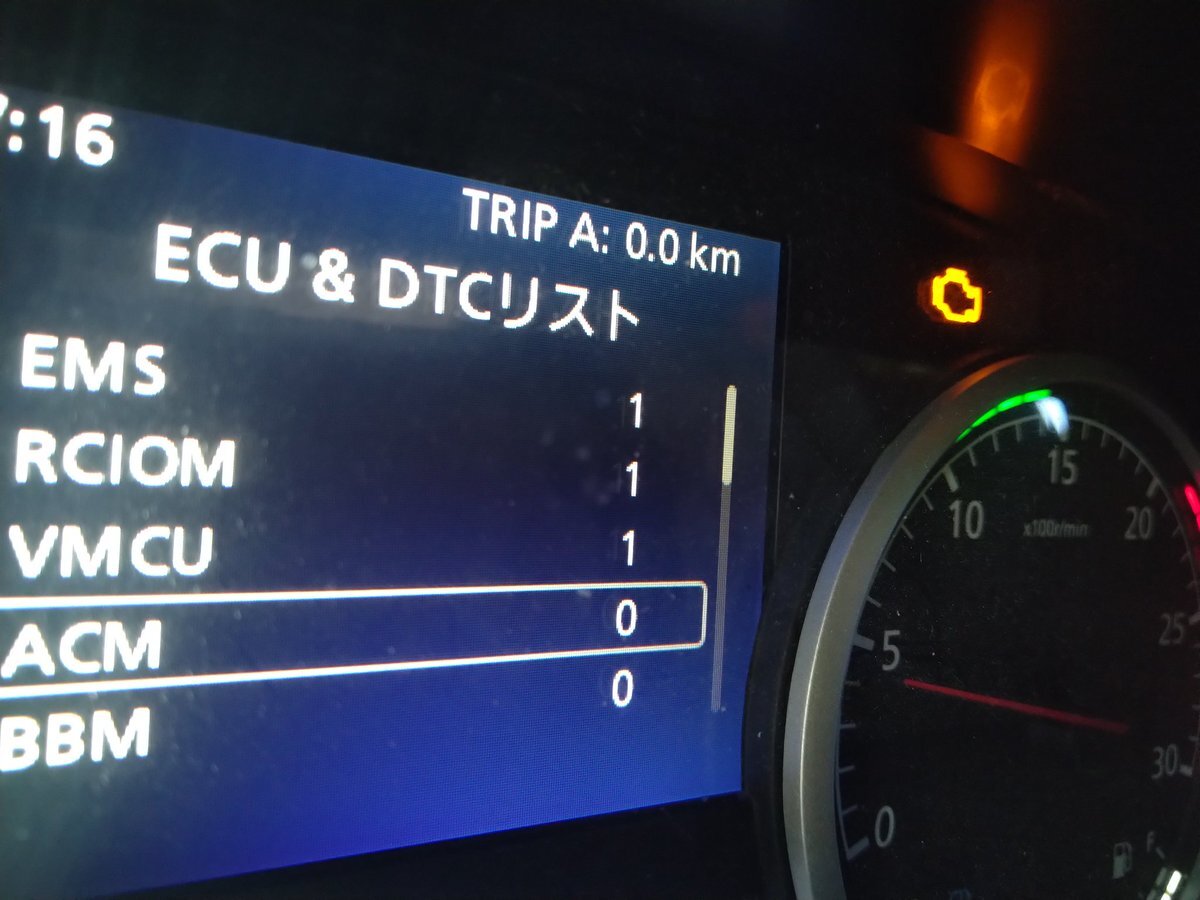 :16
TRIP A: 0.0 km
ECU & DTCリスト
EMS 1
RCIOM 1
VMCU 1
ACM 0
BBM 0
0
5
10
15
20
25
30
x100r/min
F